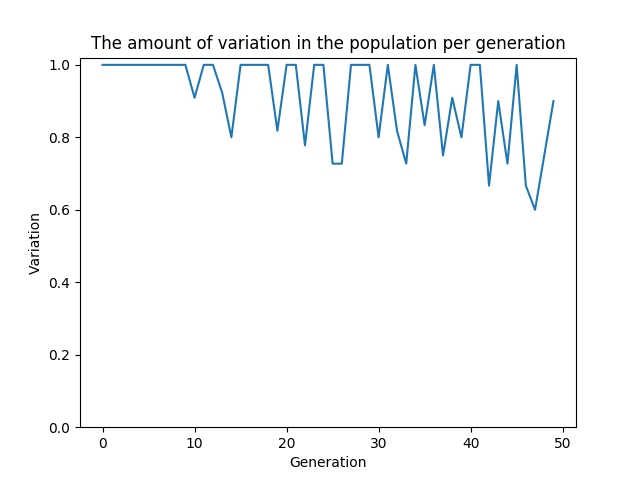 The amount of variation in the population per generation
1.0
0.8
0.6
0.4
0.2
0.0
Variation
0 10 20 30 40 50
Generation